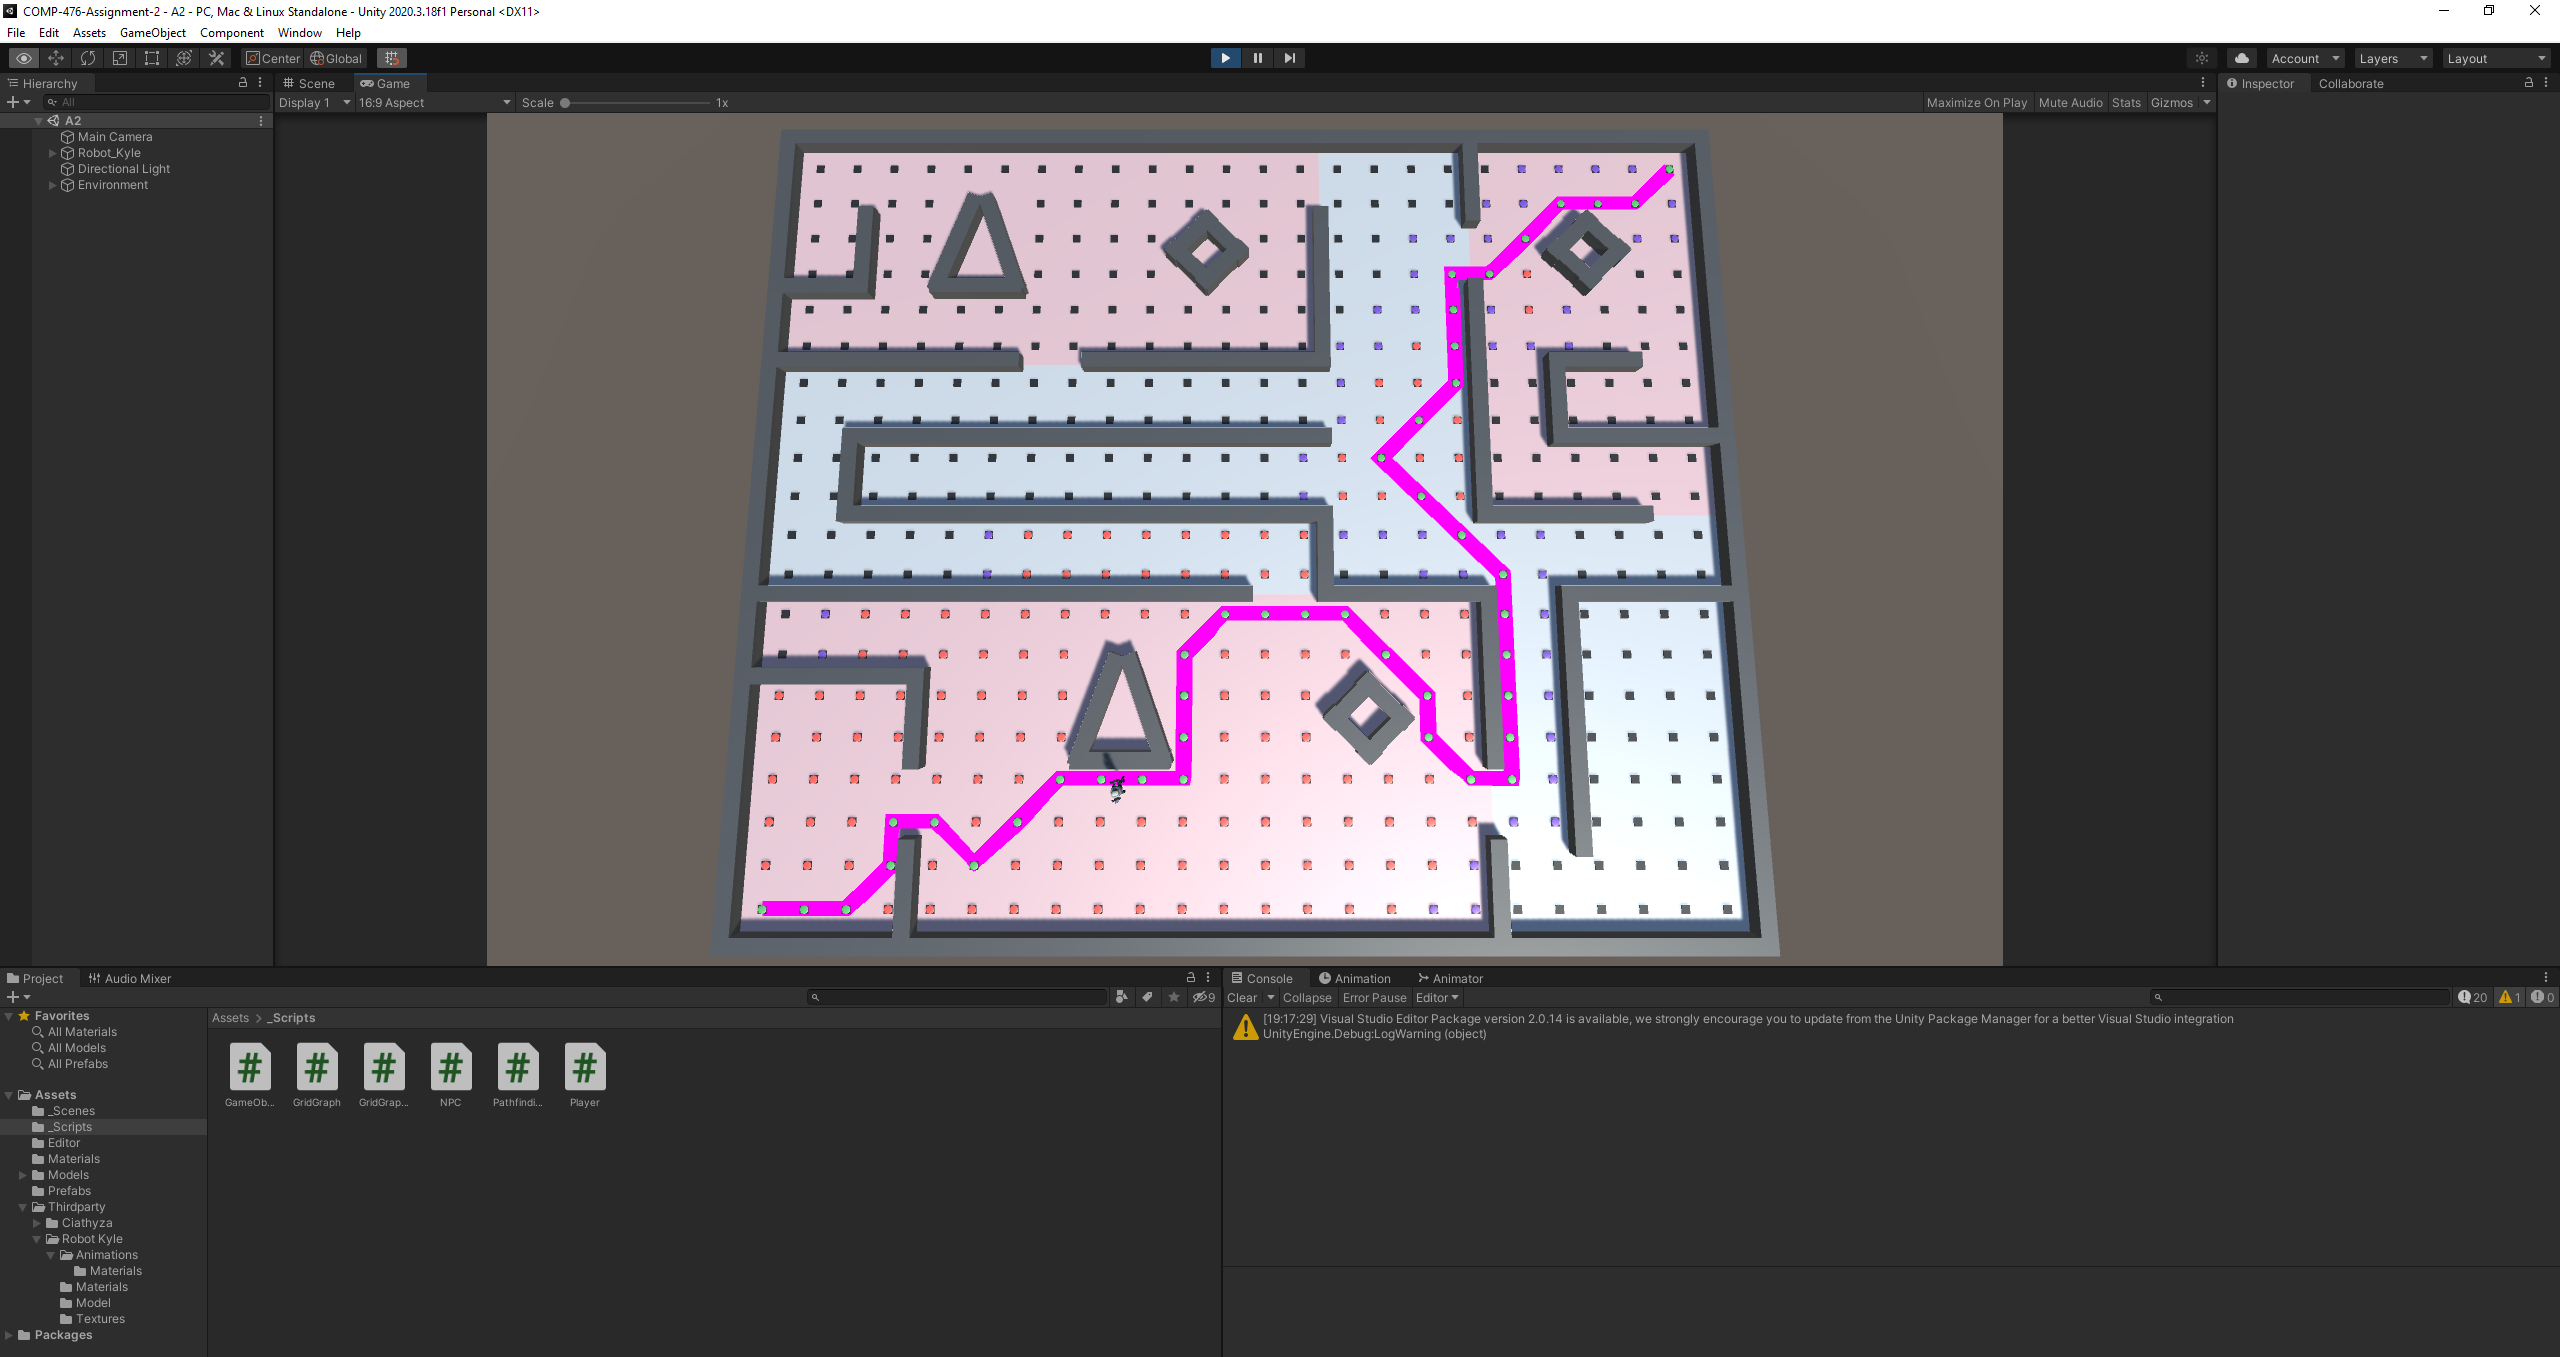 COMP-476-Assignment-2 - A2 - PC, Mac & Linux Standalone - Unity 2020.3.18f1 Personal <DX11>
File Edit Assets GameObject Component Window Help
Center Global Account Layers Layout
Hierarchy
All
A2
Main Camera
Robot_Kyle
Directional Light
Environment
Scene Game
Display 1 16:9 Aspect Scale 1x Maximize On Play Mute Audio Stats Gizmos
Inspector Collaborate
Project Audio Mixer
9
Favorites
All Materials
All Models
All Prefabs
Assets
_Scenes
_Scripts
Editor
Materials
Models
Prefabs
Thirdparty
Ciathyza
Robot Kyle
Animations
Materials
Materials
Model
Textures
Packages
Assets > _Scripts
GameOb... GridGraph GridGrap... NPC Pathfindi... Player
Console Animation Animator
Clear Collapse Error Pause Editor 20 1 0
[19:17:29] Visual Studio Editor Package version 2.0.14 is available, we strongly encourage you to update from the Unity Package Manager for a better Visual Studio integration
UnityEngine.Debug:LogWarning (object)